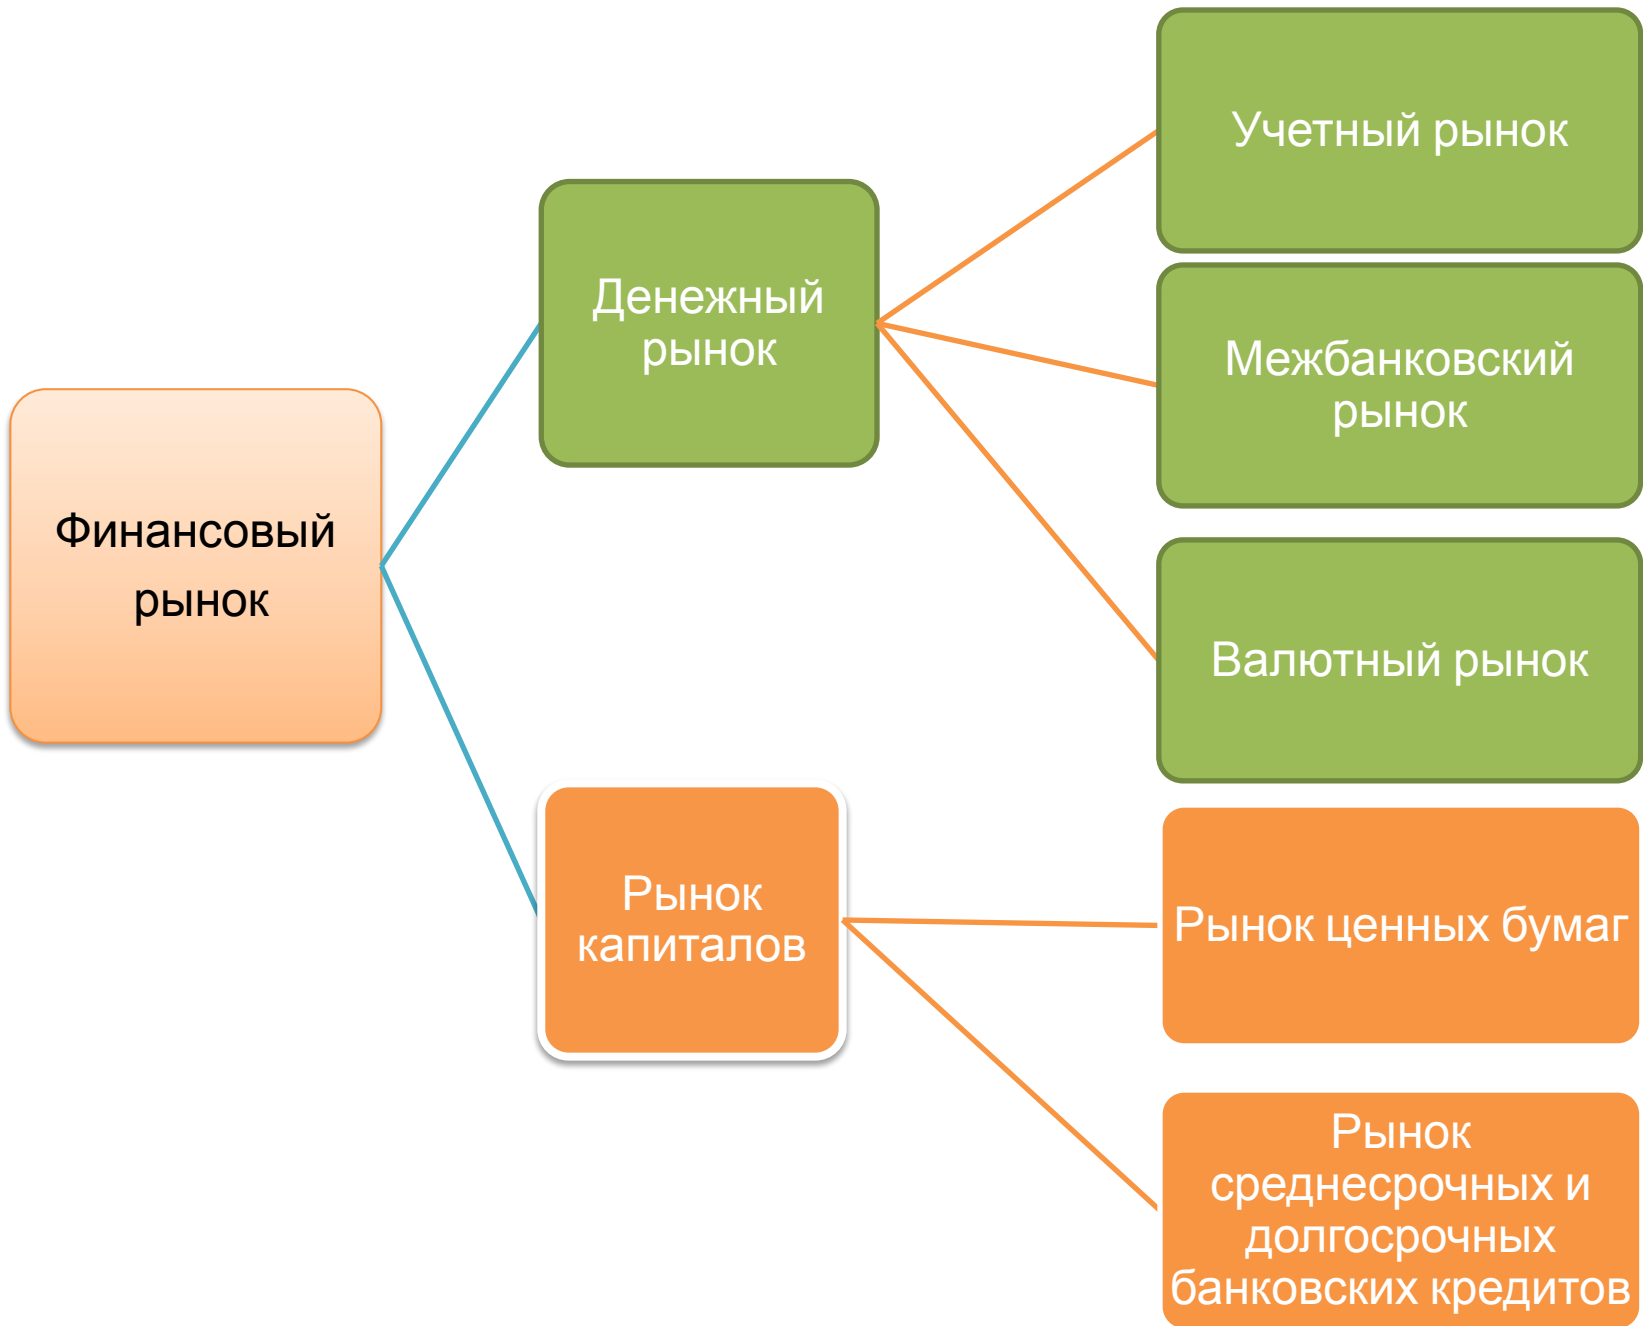 Финансовый
рынок
Денежный
рынок
Учетный рынок
Межбанковский
рынок
Валютный рынок
Рынок
капиталов
Рынок ценных бумаг
Рынок
среднесрочных и
долгосрочных
банковских кредитов